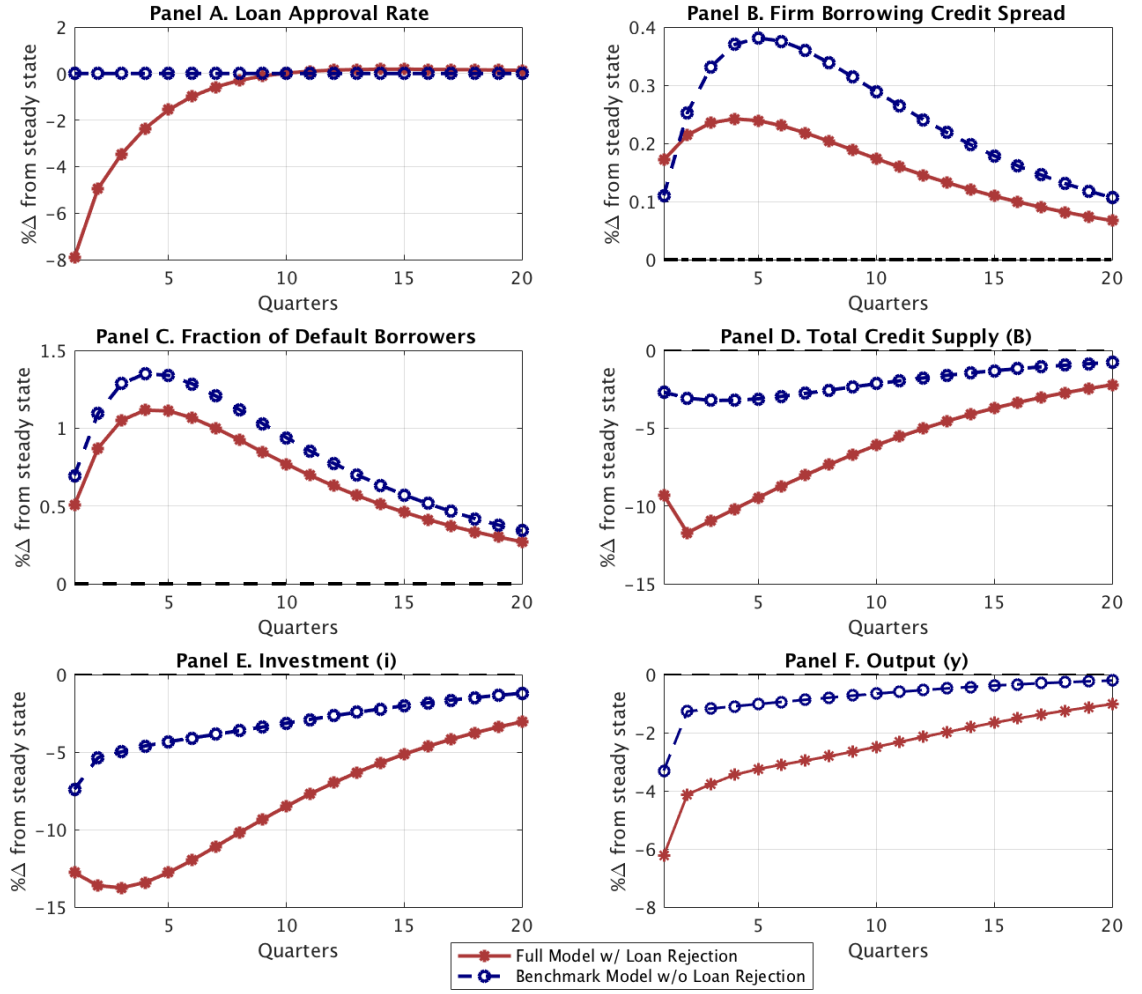 Panel A. Loan Approval Rate
%Δ from steady state
2
0
-2
-4
-6
-8
5
10
15
20
Quarters
Panel B. Firm Borrowing Credit Spread
%Δ from steady state
0.4
0.3
0.2
0.1
0
5
10
15
20
Quarters
Panel C. Fraction of Default Borrowers
%Δ from steady state
1.5
1
0.5
0
5
10
15
20
Quarters
Panel D. Total Credit Supply (B)
%Δ from steady state
0
-5
-10
-15
5
10
15
20
Quarters
Panel E. Investment (i)
%Δ from steady state
0
-5
-10
-15
5
10
15
20
Quarters
Panel F. Output (y)
%Δ from steady state
0
-2
-4
-6
-8
5
10
15
20
Quarters
Full Model w/ Loan Rejection
Benchmark Model w/o Loan Rejection